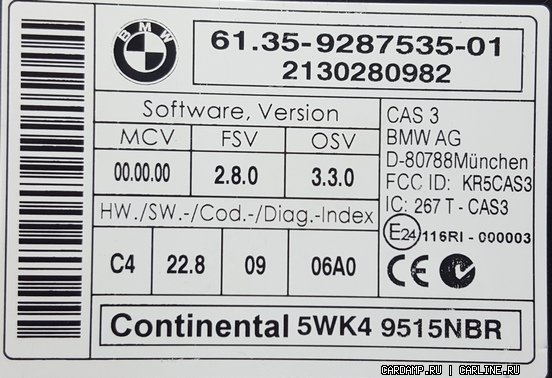 BMW
61.35-9287535-01
2130280982
Software, Version
MCV FSV OSV
00.00.00 2.8.0 3.3.0
HW./SW.-/Cod.-/Diag.-Index
C4 22.8 09 06A0
CAS 3
BMW AG
D-80788München
FCC ID: KR5CAS3
IC: 267 T - CAS3
E24 116RI - 000003
CE N
Continental 5WK4 9515NBR
CARDAMP.RU | CARLINE.RU